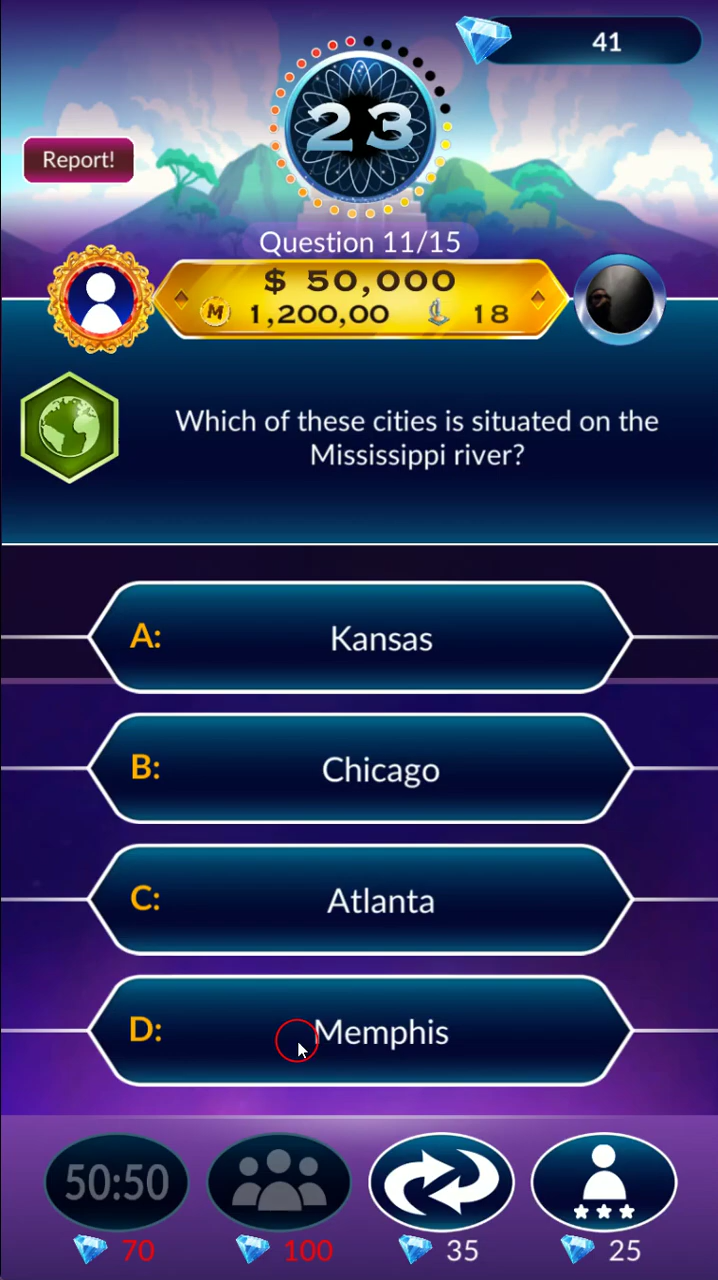 41
23
Report!
Question 11/15
$ 50,000
M 1,200,00 18
Which of these cities is situated on the
Mississippi river?
A: Kansas
B: Chicago
C: Atlanta
D: Memphis
50:50
70 100 35 25